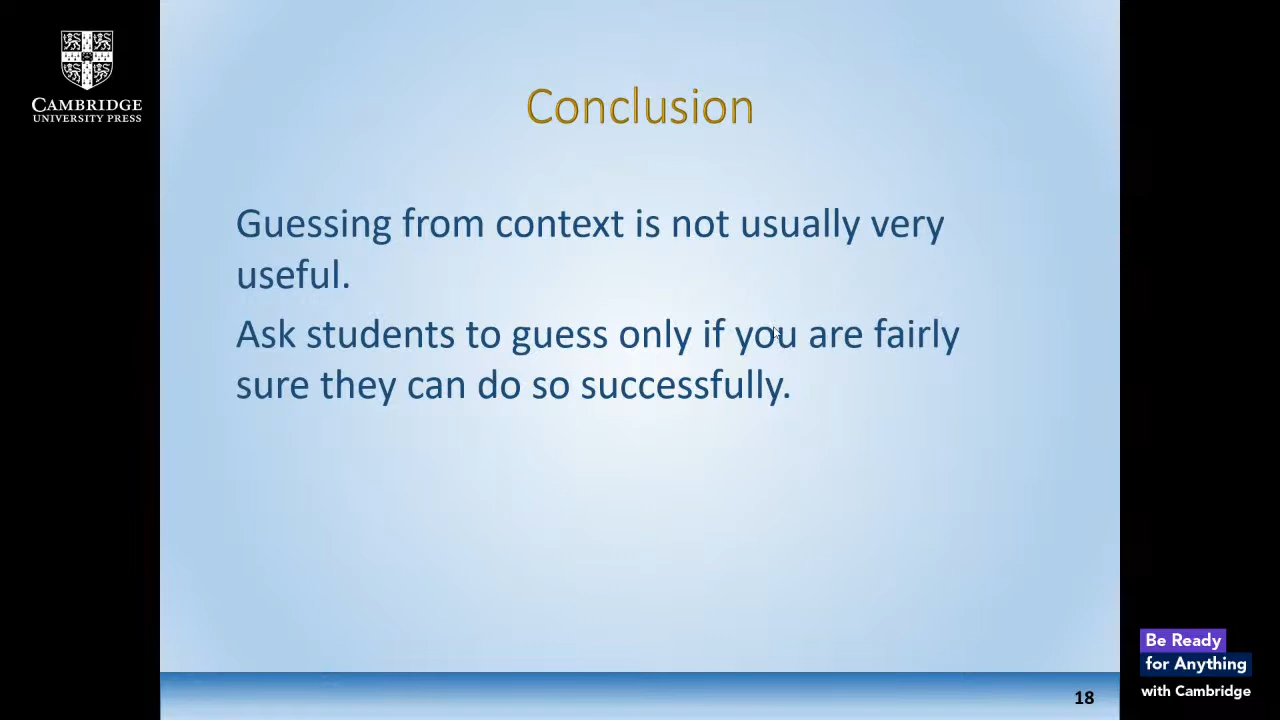 CAMBRIDGE
UNIVERSITY PRESS
Conclusion
Guessing from context is not usually very
useful.
Ask students to guess only if you are fairly
sure they can do so successfully.
18
Be Ready
for Anything
with Cambridge